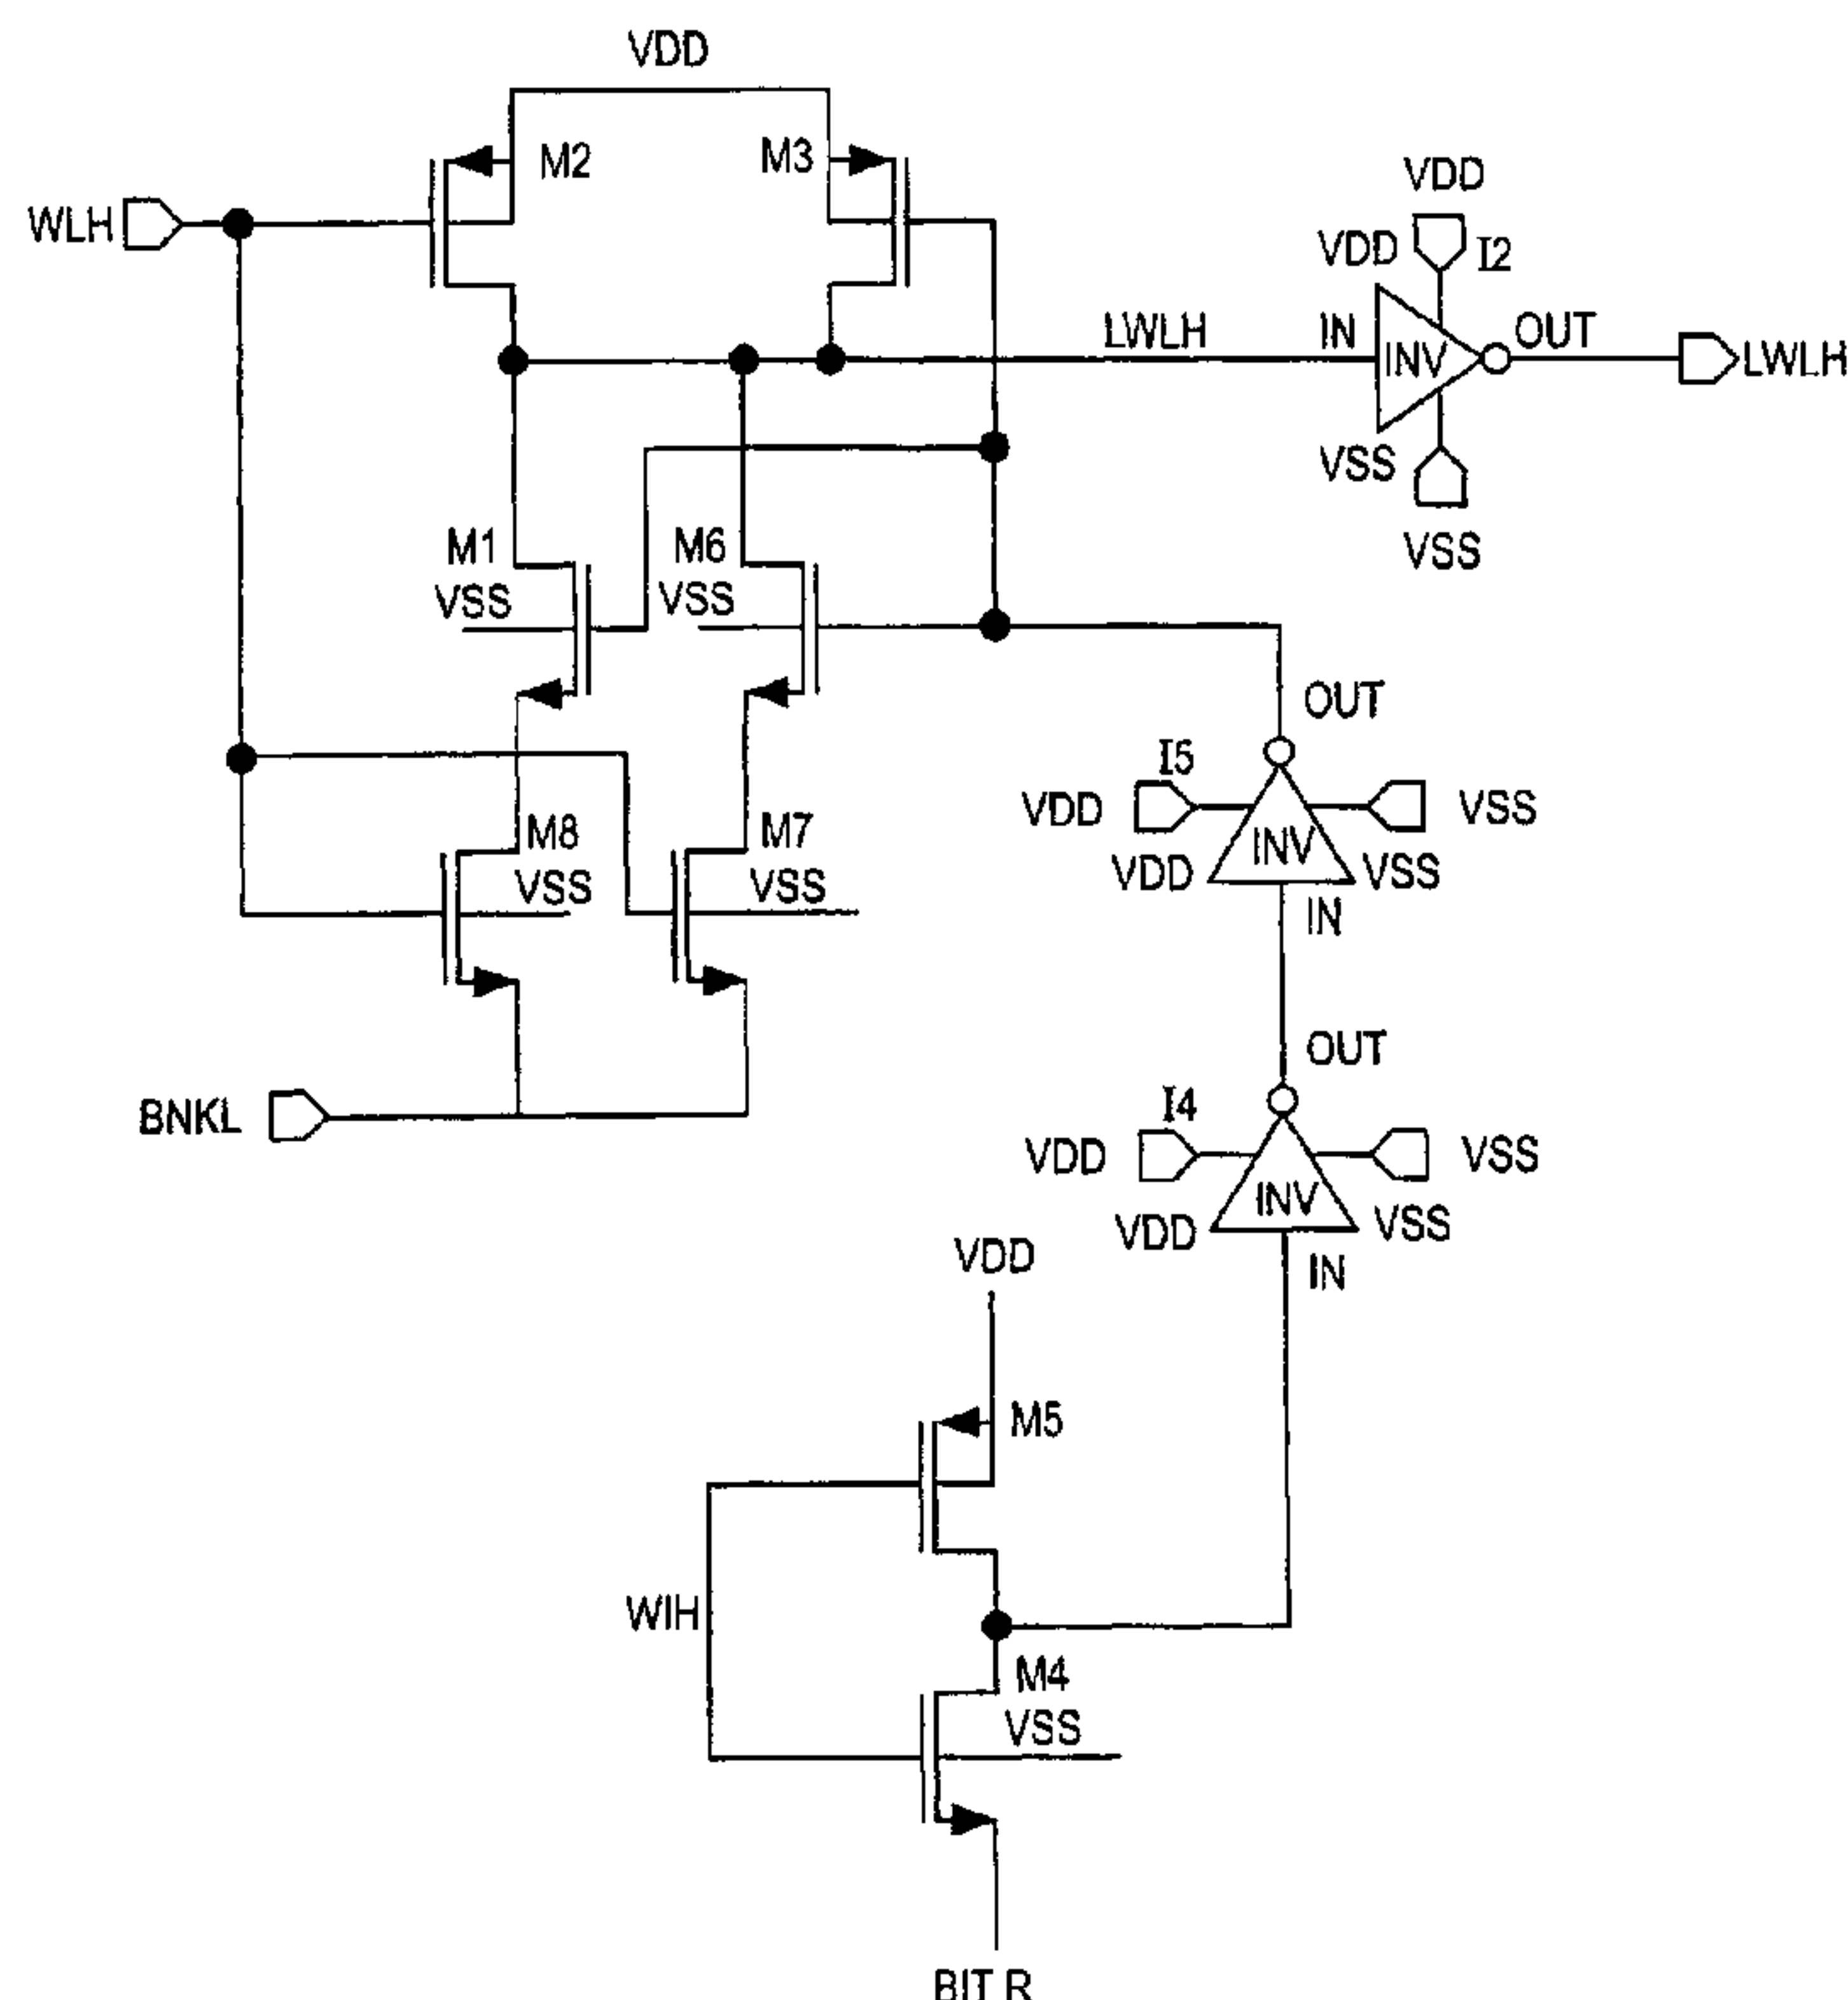 VDD
M2
M3
WLH
VDD
VDD
I2
LWLH
IN
INV
OUT
LWLH
VSS
VSS
M1
VSS
M6
VSS
OUT
I5
VDD
VSS
INV
VDD
VSS
IN
M8
VSS
M7
VSS
OUT
BNKL
I4
VDD
VSS
INV
VDD
VSS
IN
VDD
M5
WIH
M4
VSS
BIT R